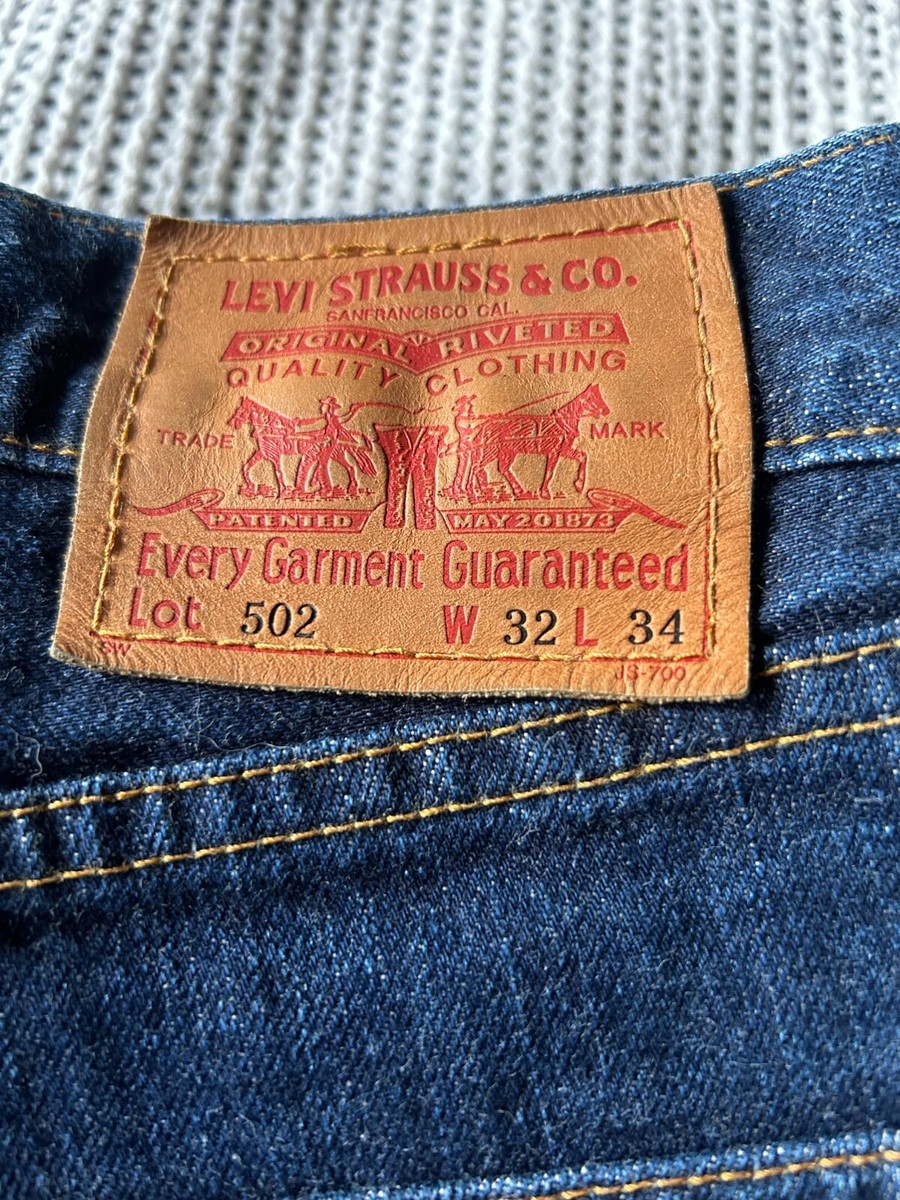 LEVI STRAUSS & CO.
SANFRANCISCO CAL.
ORIGINAL RIVETED
QUALITY CLOTHING
TRADE MARK
PATENTED MAY 20 1873
Every Garment Guaranteed
Lot 502 W 32 L 34
SW JS-700